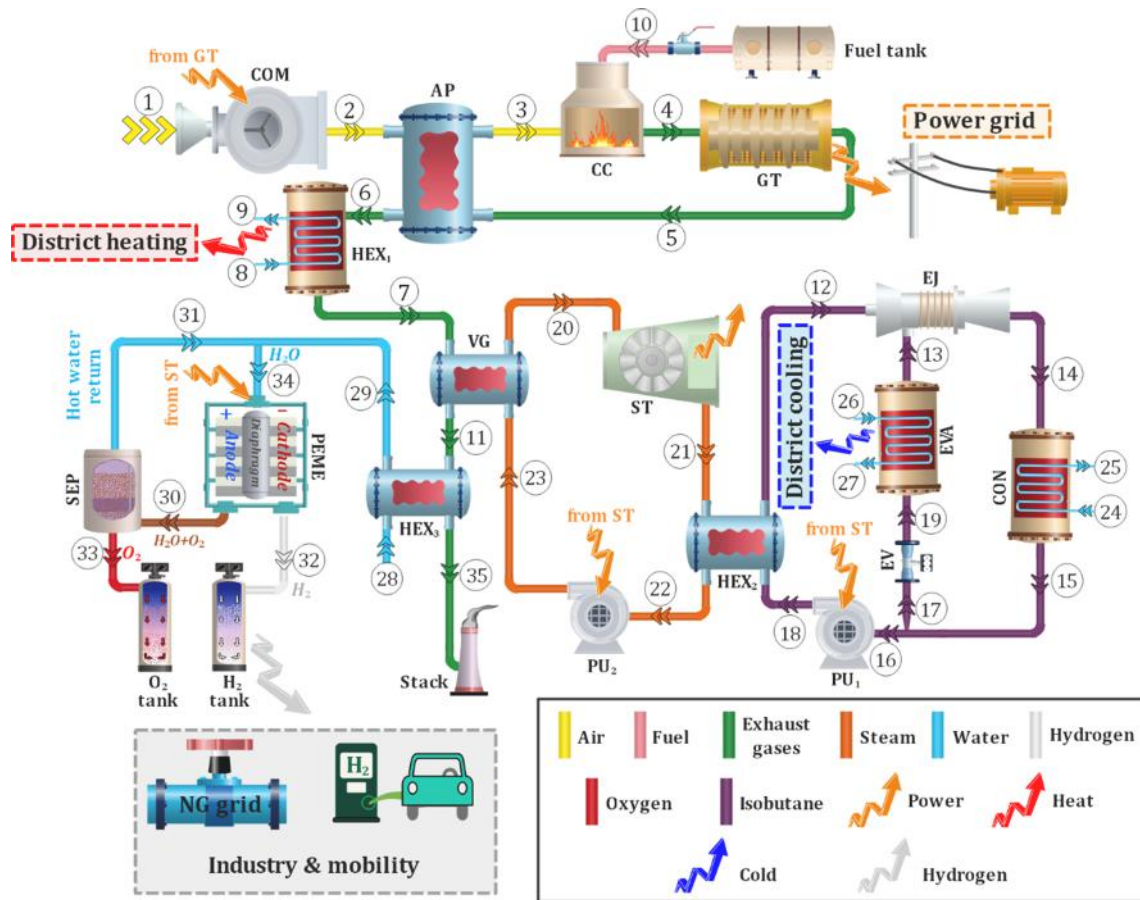 10
from GT
COM
Fuel tank
1
2
AP
3
4
Power grid
CC
GT
6
9
5
District heating
HEX₁
8
7
12
EJ
31
20
VG
13
14
H₂O
Hot water return
from ST
34
29
ST
District cooling
26
EVA
+
−
Anode
Diaphragm
Cathode
PEME
11
21
27
CON
25
SEP
23
24
30
HEX₃
from ST
from ST
19
H₂O+O₂
33
O₂
32
H₂
28
35
HEX₂
EV
15
22
18
17
16
PU₂
PU₁
O₂
tank
H₂
tank
Stack
H₂
NG grid
Industry & mobility
Air
Fuel
Exhaust
gases
Steam
Water
Hydrogen
Oxygen
Isobutane
Power
Heat
Cold
Hydrogen